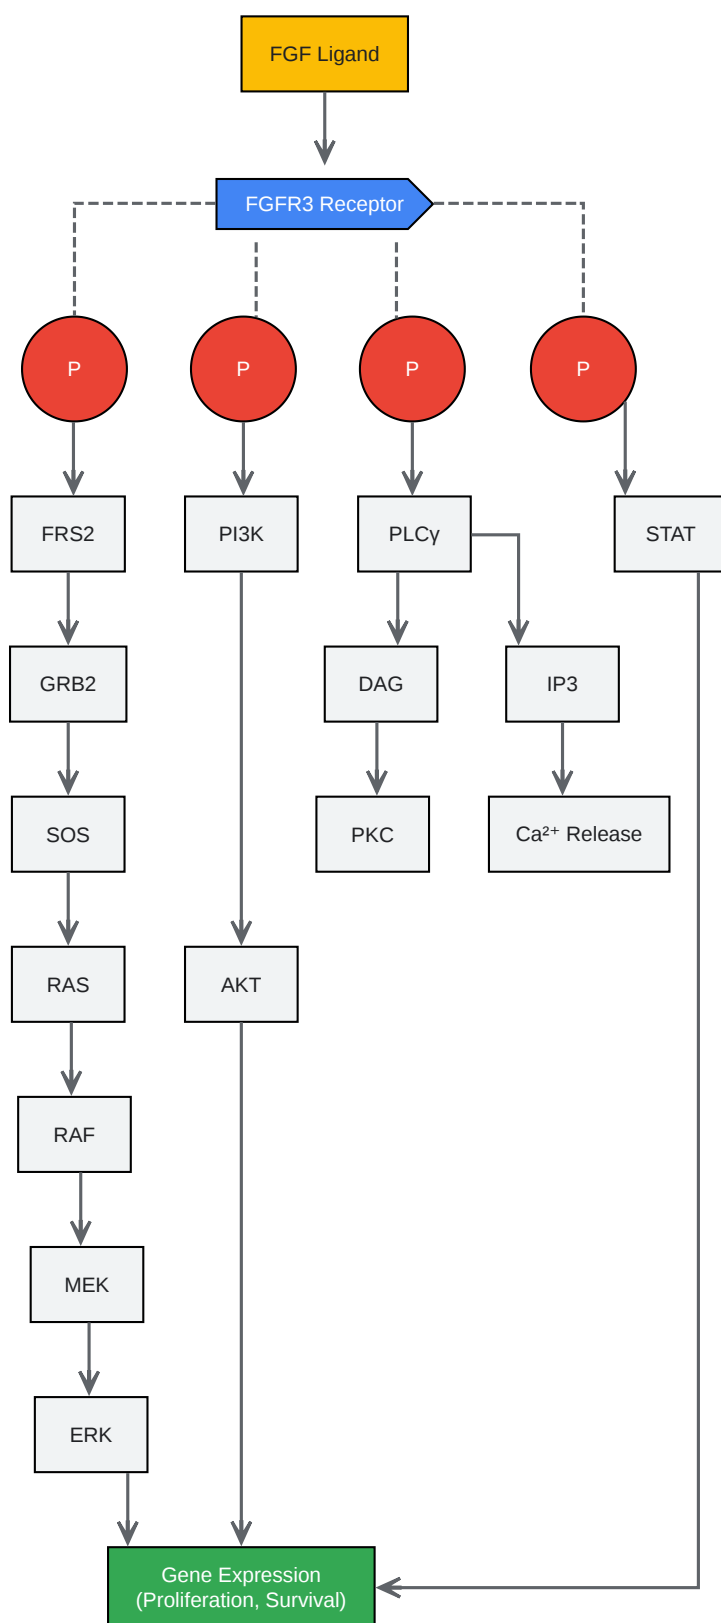 FGF Ligand
FGFR3 Receptor
P
P
P
P
FRS2
PI3K
PLCγ
STAT
GRB2
DAG
IP3
SOS
PKC
Ca²⁺ Release
RAS
AKT
RAF
MEK
ERK
Gene Expression
(Proliferation, Survival)